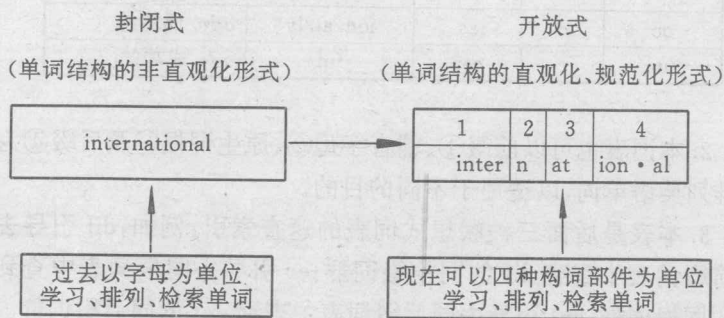 封闭式
开放式
（单词结构的非直观化形式）
（单词结构的直观化、规范化形式）
international
1 2 3 4
inter n at ion·al
过去以字母为单位
学习、排列、检索单词
现在可以四种构词部件为单位
学习、排列、检索单词